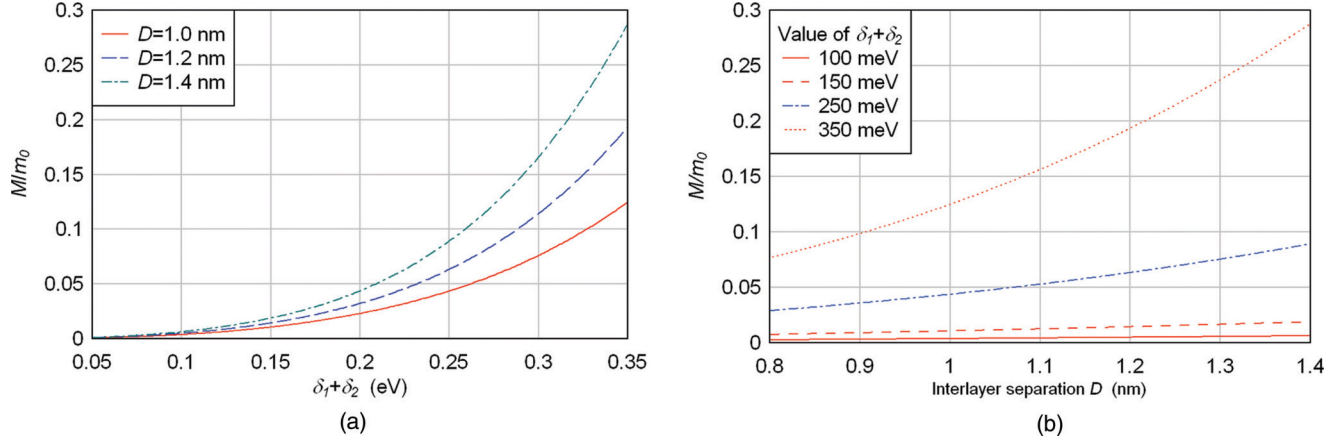 0.3
0.25
0.2
0.15
0.1
0.05
0
M/m₀
D=1.0 nm
D=1.2 nm
D=1.4 nm
0.05 0.1 0.15 0.2 0.25 0.3 0.35
δ₁+δ₂ (eV)
(a)
0.3
0.25
0.2
0.15
0.1
0.05
0
M/m₀
Value of δ₁+δ₂
100 meV
150 meV
250 meV
350 meV
0.8 0.9 1 1.1 1.2 1.3 1.4
Interlayer separation D (nm)
(b)